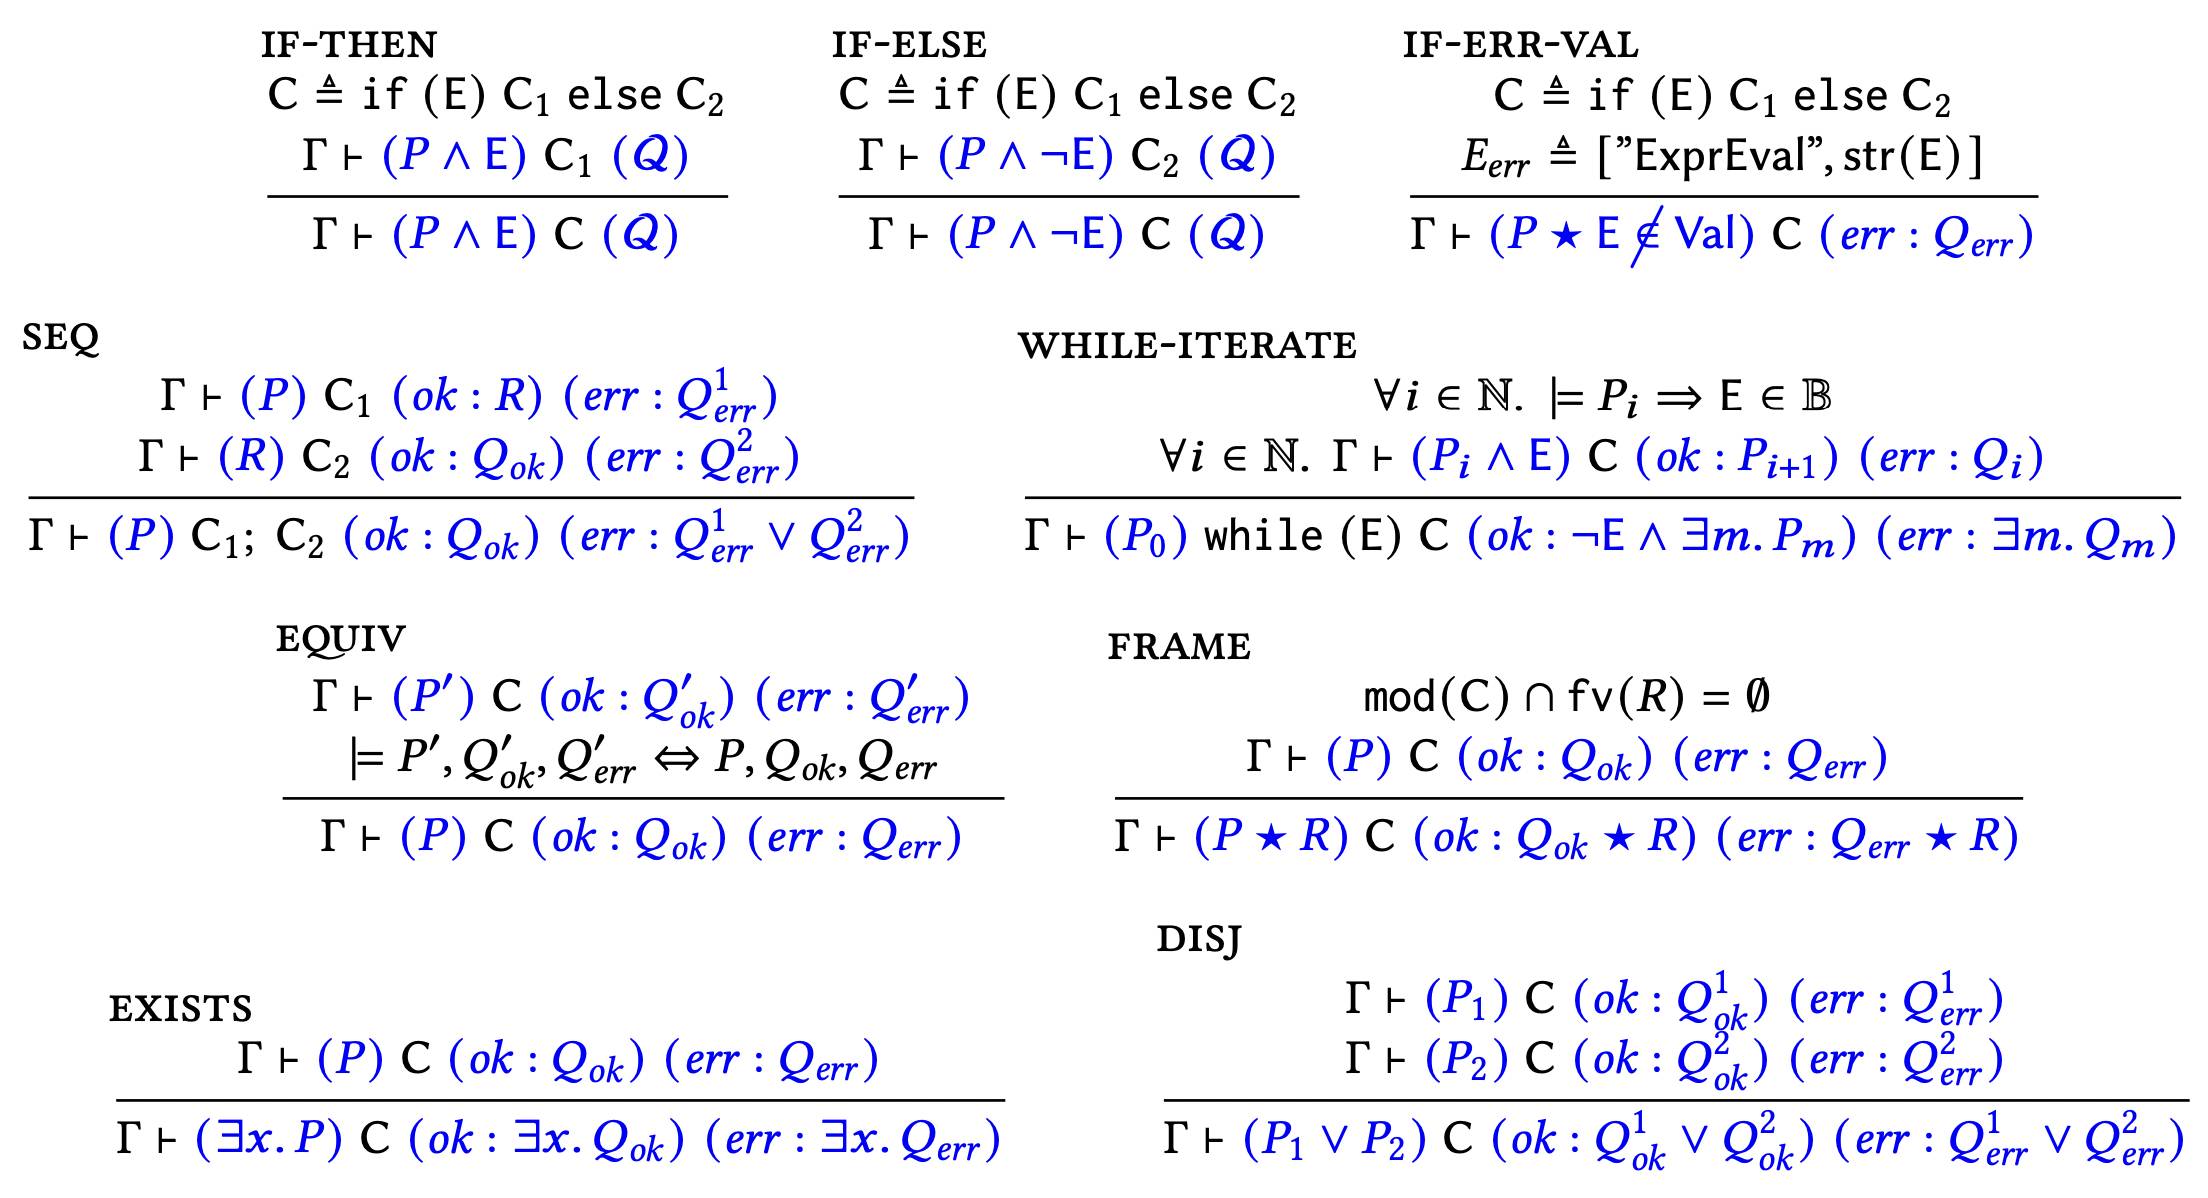 IF-THEN
C ≜ if (E) C₁ else C₂
Γ ⊢ (P ∧ E) C₁ (𝒬)
Γ ⊢ (P ∧ E) C (𝒬)
IF-ELSE
C ≜ if (E) C₁ else C₂
Γ ⊢ (P ∧ ¬E) C₂ (𝒬)
Γ ⊢ (P ∧ ¬E) C (𝒬)
IF-ERR-VAL
C ≜ if (E) C₁ else C₂
E_err ≜ ["ExprEval", str(E)]
Γ ⊢ (P ★ E ∉ Val) C (err : Q_err)
SEQ
Γ ⊢ (P) C₁ (ok : R) (err : Q¹_err)
Γ ⊢ (R) C₂ (ok : Q_ok) (err : Q²_err)
Γ ⊢ (P) C₁; C₂ (ok : Q_ok) (err : Q¹_err ∨ Q²_err)
WHILE-ITERATE
∀i ∈ ℕ. ⊨ P_i ⇒ E ∈ 𝔹
∀i ∈ ℕ. Γ ⊢ (P_i ∧ E) C (ok : P_{i+1}) (err : Q_i)
Γ ⊢ (P₀) while (E) C (ok : ¬E ∧ ∃m. P_m) (err : ∃m. Q_m)
EQUIV
Γ ⊢ (P′) C (ok : Q′_ok) (err : Q′_err)
⊨ P′, Q′_ok, Q′_err ⇔ P, Q_ok, Q_err
Γ ⊢ (P) C (ok : Q_ok) (err : Q_err)
FRAME
mod(C) ∩ fv(R) = ∅
Γ ⊢ (P) C (ok : Q_ok) (err : Q_err)
Γ ⊢ (P ★ R) C (ok : Q_ok ★ R) (err : Q_err ★ R)
EXISTS
Γ ⊢ (P) C (ok : Q_ok) (err : Q_err)
Γ ⊢ (∃x. P) C (ok : ∃x. Q_ok) (err : ∃x. Q_err)
DISJ
Γ ⊢ (P₁) C (ok : Q¹_ok) (err : Q¹_err)
Γ ⊢ (P₂) C (ok : Q²_ok) (err : Q²_err)
Γ ⊢ (P₁ ∨ P₂) C (ok : Q¹_ok ∨ Q²_ok) (err : Q¹_err ∨ Q²_err)